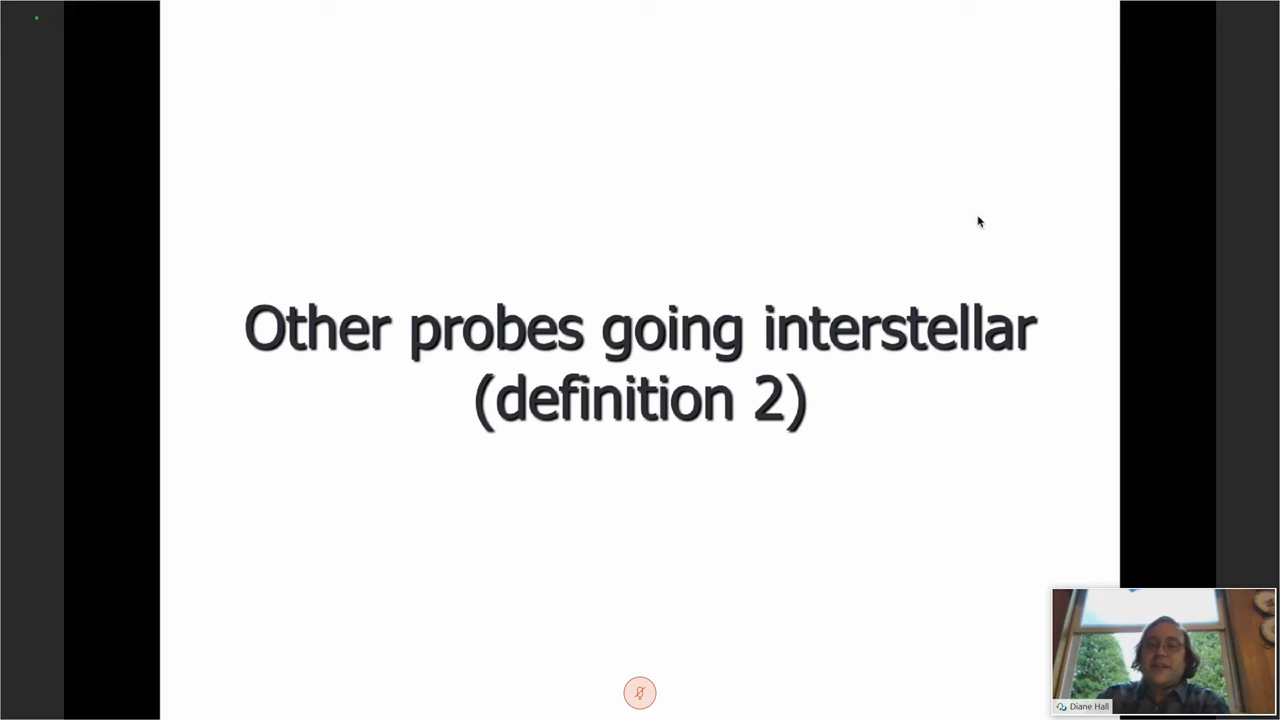 Other probes going interstellar
(definition 2)
Diane Hall